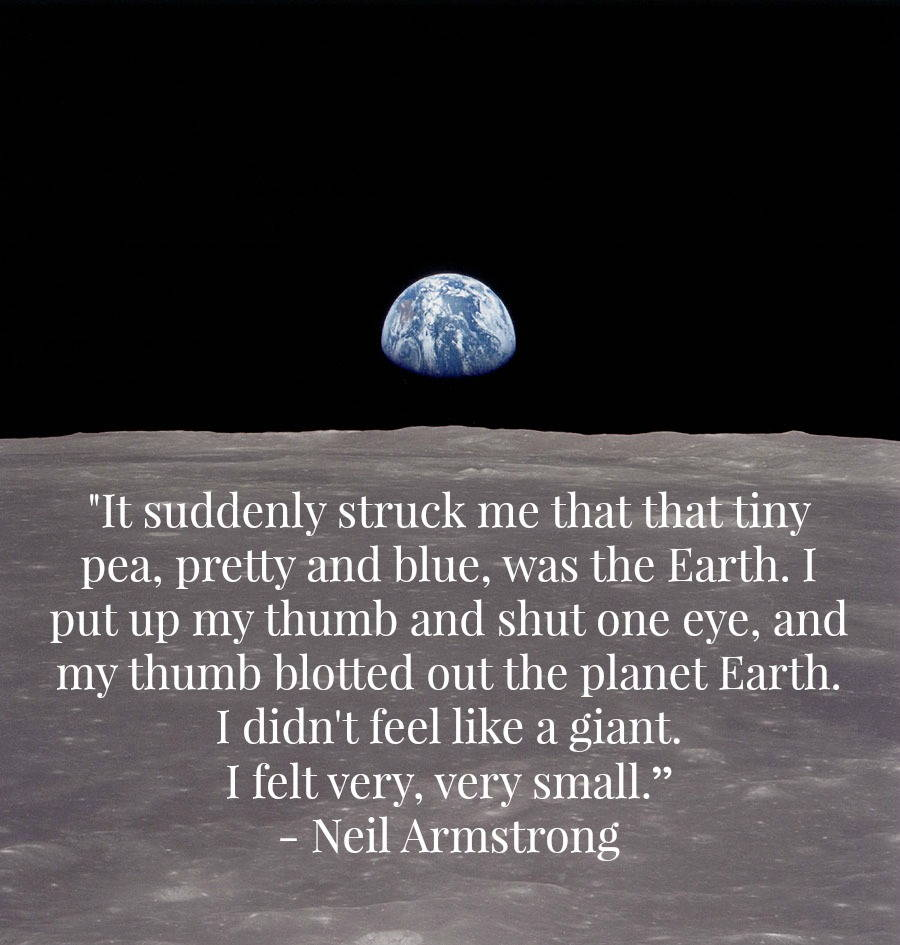 "It suddenly struck me that that tiny
pea, pretty and blue, was the Earth. I
put up my thumb and shut one eye, and
my thumb blotted out the planet Earth.
I didn't feel like a giant.
I felt very, very small.”
- Neil Armstrong